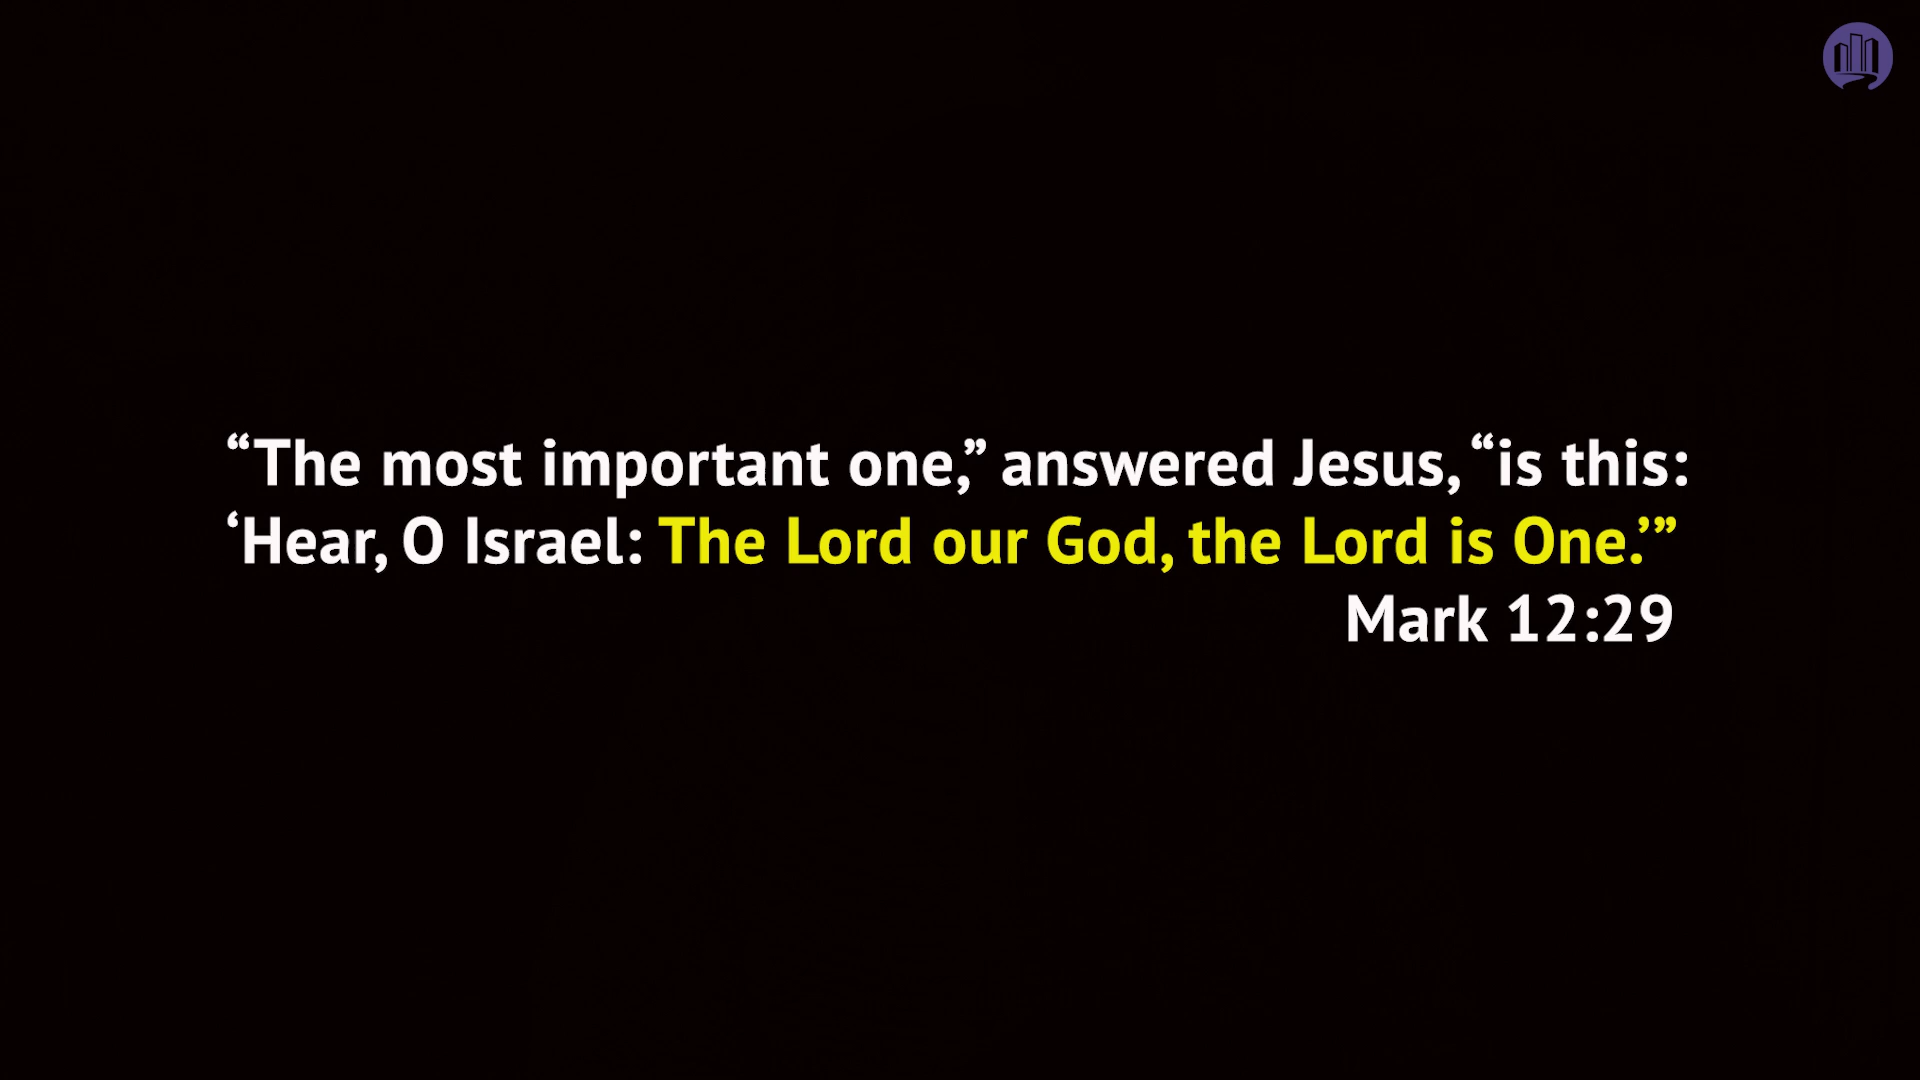 “The most important one,” answered Jesus, “is this:
‘Hear, O Israel: The Lord our God, the Lord is One.’”
Mark 12:29